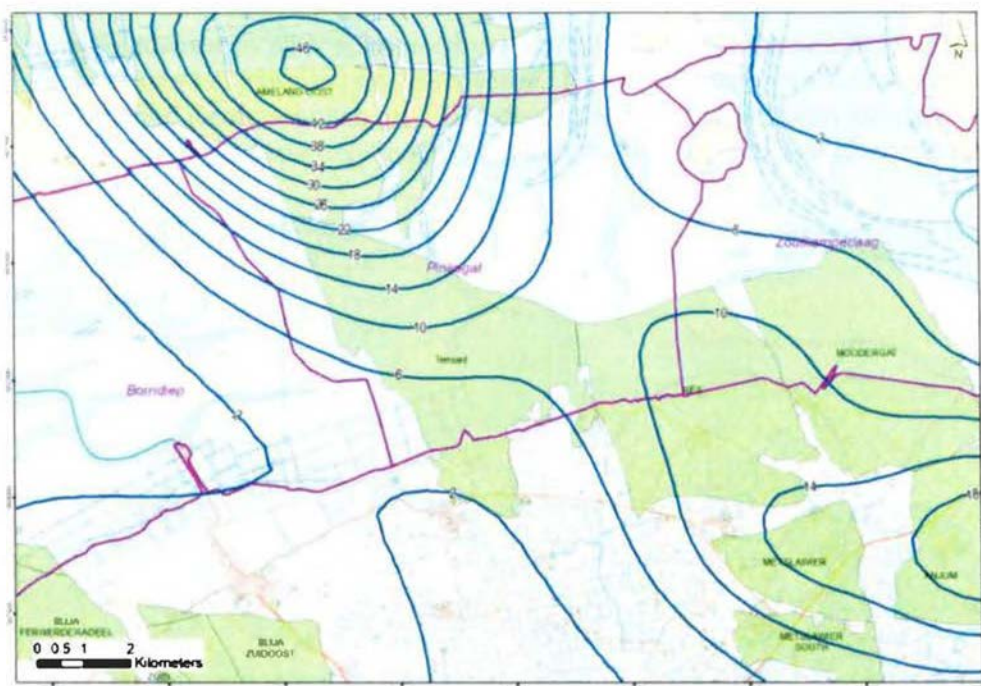 46
N
AMELAND-OOST
42
38
34
30
26
22
18
14
10
6
2
2
6
Zoutkamperlaag
Pinkegat
10
MOODERGAT
Ternaard
NES
Borndiep
2
14
18
METSLAWIER
ANJUM
BLIJA
FERWERDERADEEL
BLIJA
ZUIDOOST
METSLAWIER
SOUTH
0 0.5 1 2
Kilometers